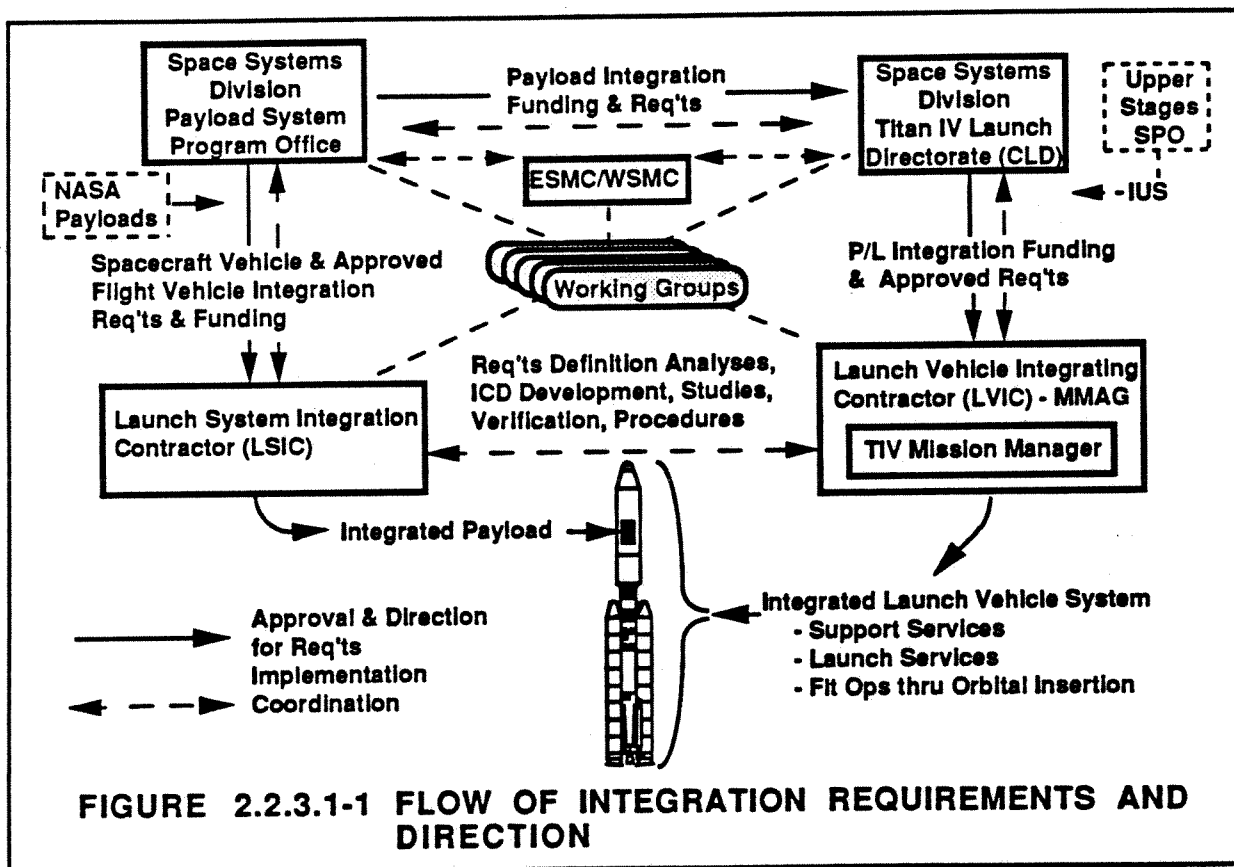 Space Systems
Division
Payload System
Program Office
Payload Integration
Funding & Req'ts
Space Systems
Division
Titan IV Launch
Directorate (CLD)
Upper
Stages
SPO
ESMC/WSMC
NASA
Payloads
- IUS
Spacecraft Vehicle & Approved
Flight Vehicle Integration
Req'ts & Funding
Working Groups
P/L Integration Funding
& Approved Req'ts
Req'ts Definition Analyses,
ICD Development, Studies,
Verification, Procedures
Launch System Integration
Contractor (LSIC)
Launch Vehicle Integrating
Contractor (LVIC) - MMAG
TIV Mission Manager
Integrated Payload
Integrated Launch Vehicle System
- Support Services
- Launch Services
- Flt Ops thru Orbital Insertion
Approval & Direction
for Req'ts
Implementation
Coordination
FIGURE 2.2.3.1-1 FLOW OF INTEGRATION REQUIREMENTS AND
DIRECTION